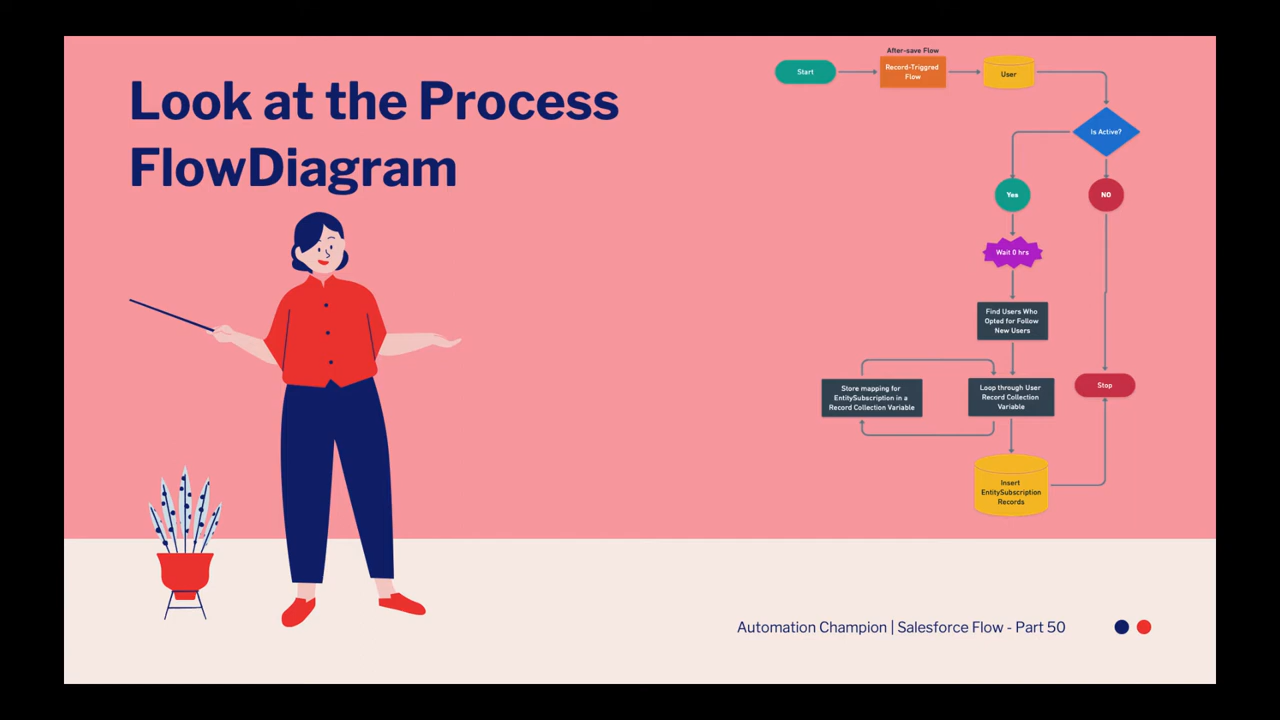 Look at the Process
FlowDiagram
After-save Flow
Start
Record-Triggred
Flow
User
Is Active?
Yes
NO
Wait 0 hrs
Find Users Who
Opted for Follow
New Users
Store mapping for
EntitySubscription in a
Record Collection Variable
Loop through User
Record Collection
Variable
Stop
Insert
EntitySubscription
Records
Automation Champion | Salesforce Flow - Part 50